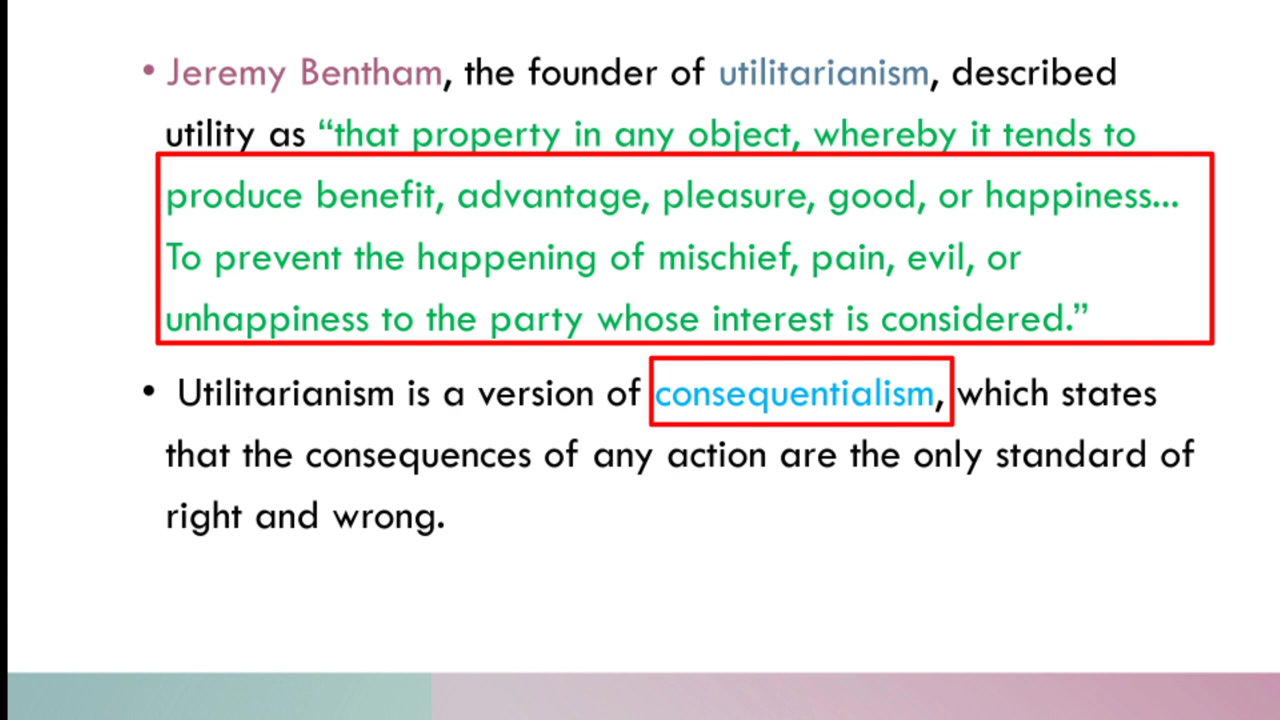 • Jeremy Bentham, the founder of utilitarianism, described
utility as “that property in any object, whereby it tends to
produce benefit, advantage, pleasure, good, or happiness...
To prevent the happening of mischief, pain, evil, or
unhappiness to the party whose interest is considered.”
• Utilitarianism is a version of consequentialism, which states
that the consequences of any action are the only standard of
right and wrong.